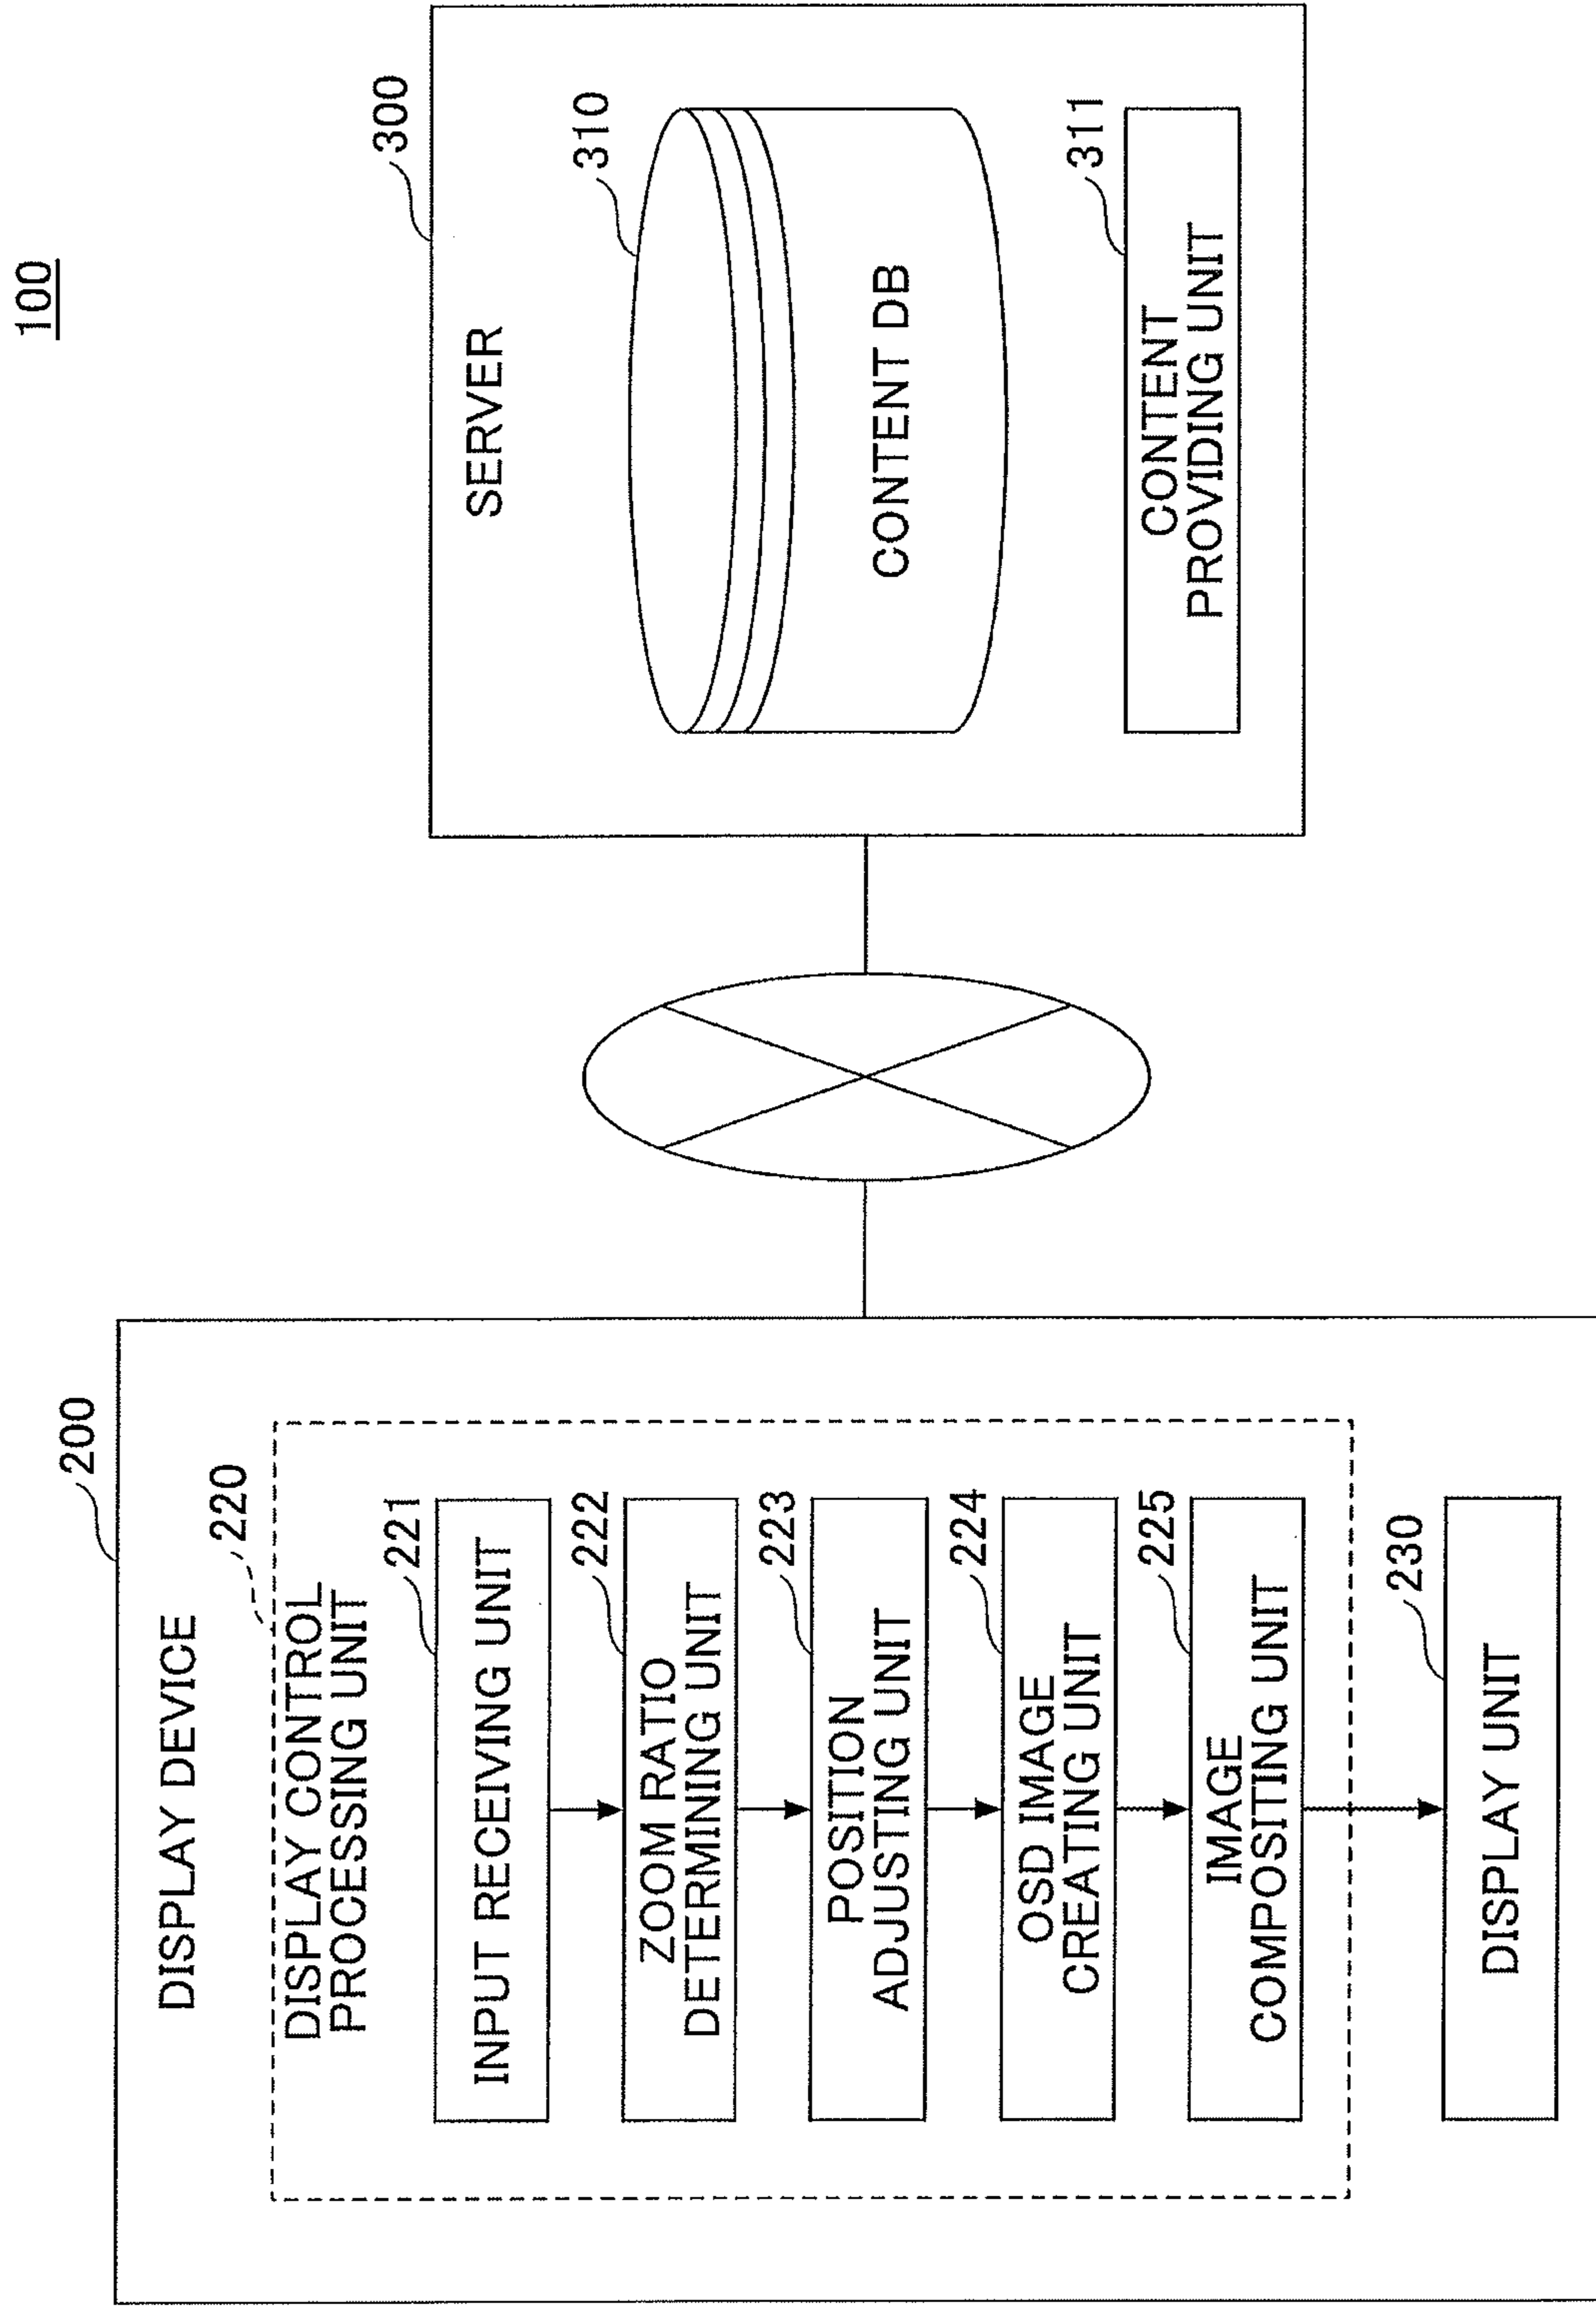 100
200
DISPLAY DEVICE
220
DISPLAY CONTROL
PROCESSING UNIT
221
INPUT RECEIVING UNIT
222
ZOOM RATIO
DETERMINING UNIT
223
POSITION
ADJUSTING UNIT
224
OSD IMAGE
CREATING UNIT
225
IMAGE
COMPOSITING UNIT
230
DISPLAY UNIT
300
SERVER
310
CONTENT DB
311
CONTENT
PROVIDING UNIT